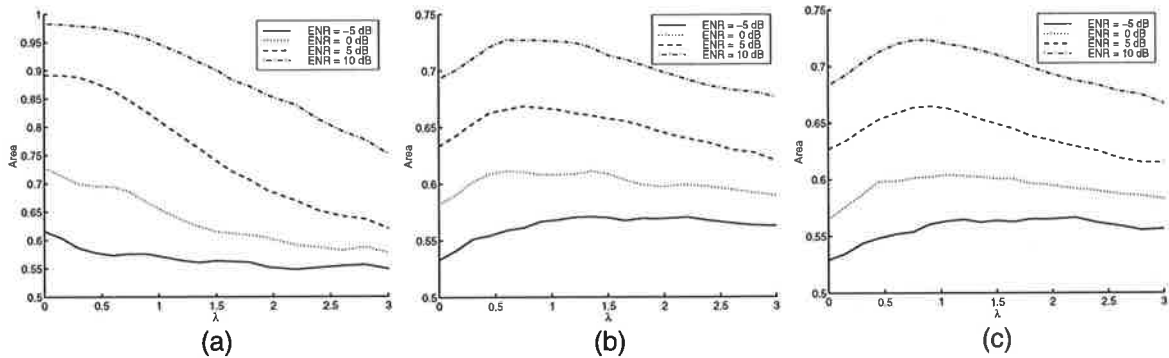 1
0.95
0.9
0.85
0.8
0.75
0.7
0.65
0.6
0.55
0.5
Area
0 0.5 1 1.5 2 2.5 3
λ
ENR = −5 dB
ENR = 0 dB
ENR = 5 dB
ENR = 10 dB
(a)
0.75
0.7
0.65
0.6
0.55
0.5
Area
0 0.5 1 1.5 2 2.5 3
λ
ENR = −5 dB
ENR = 0 dB
ENR = 5 dB
ENR = 10 dB
(b)
0.75
0.7
0.65
0.6
0.55
0.5
Area
0 0.5 1 1.5 2 2.5 3
λ
ENR = −5 dB
ENR = 0 dB
ENR = 5 dB
ENR = 10 dB
(c)